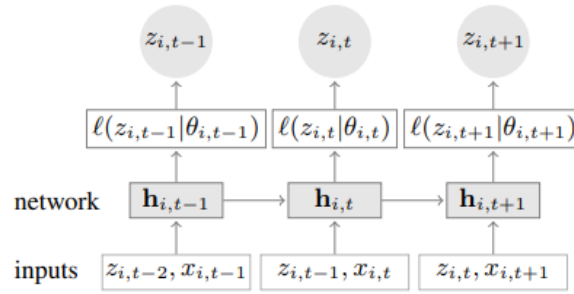 z_{i,t−1} z_{i,t} z_{i,t+1}
ℓ(z_{i,t−1}|θ_{i,t−1}) ℓ(z_{i,t}|θ_{i,t}) ℓ(z_{i,t+1}|θ_{i,t+1})
network h_{i,t−1} h_{i,t} h_{i,t+1}
inputs z_{i,t−2}, x_{i,t−1} z_{i,t−1}, x_{i,t} z_{i,t}, x_{i,t+1}